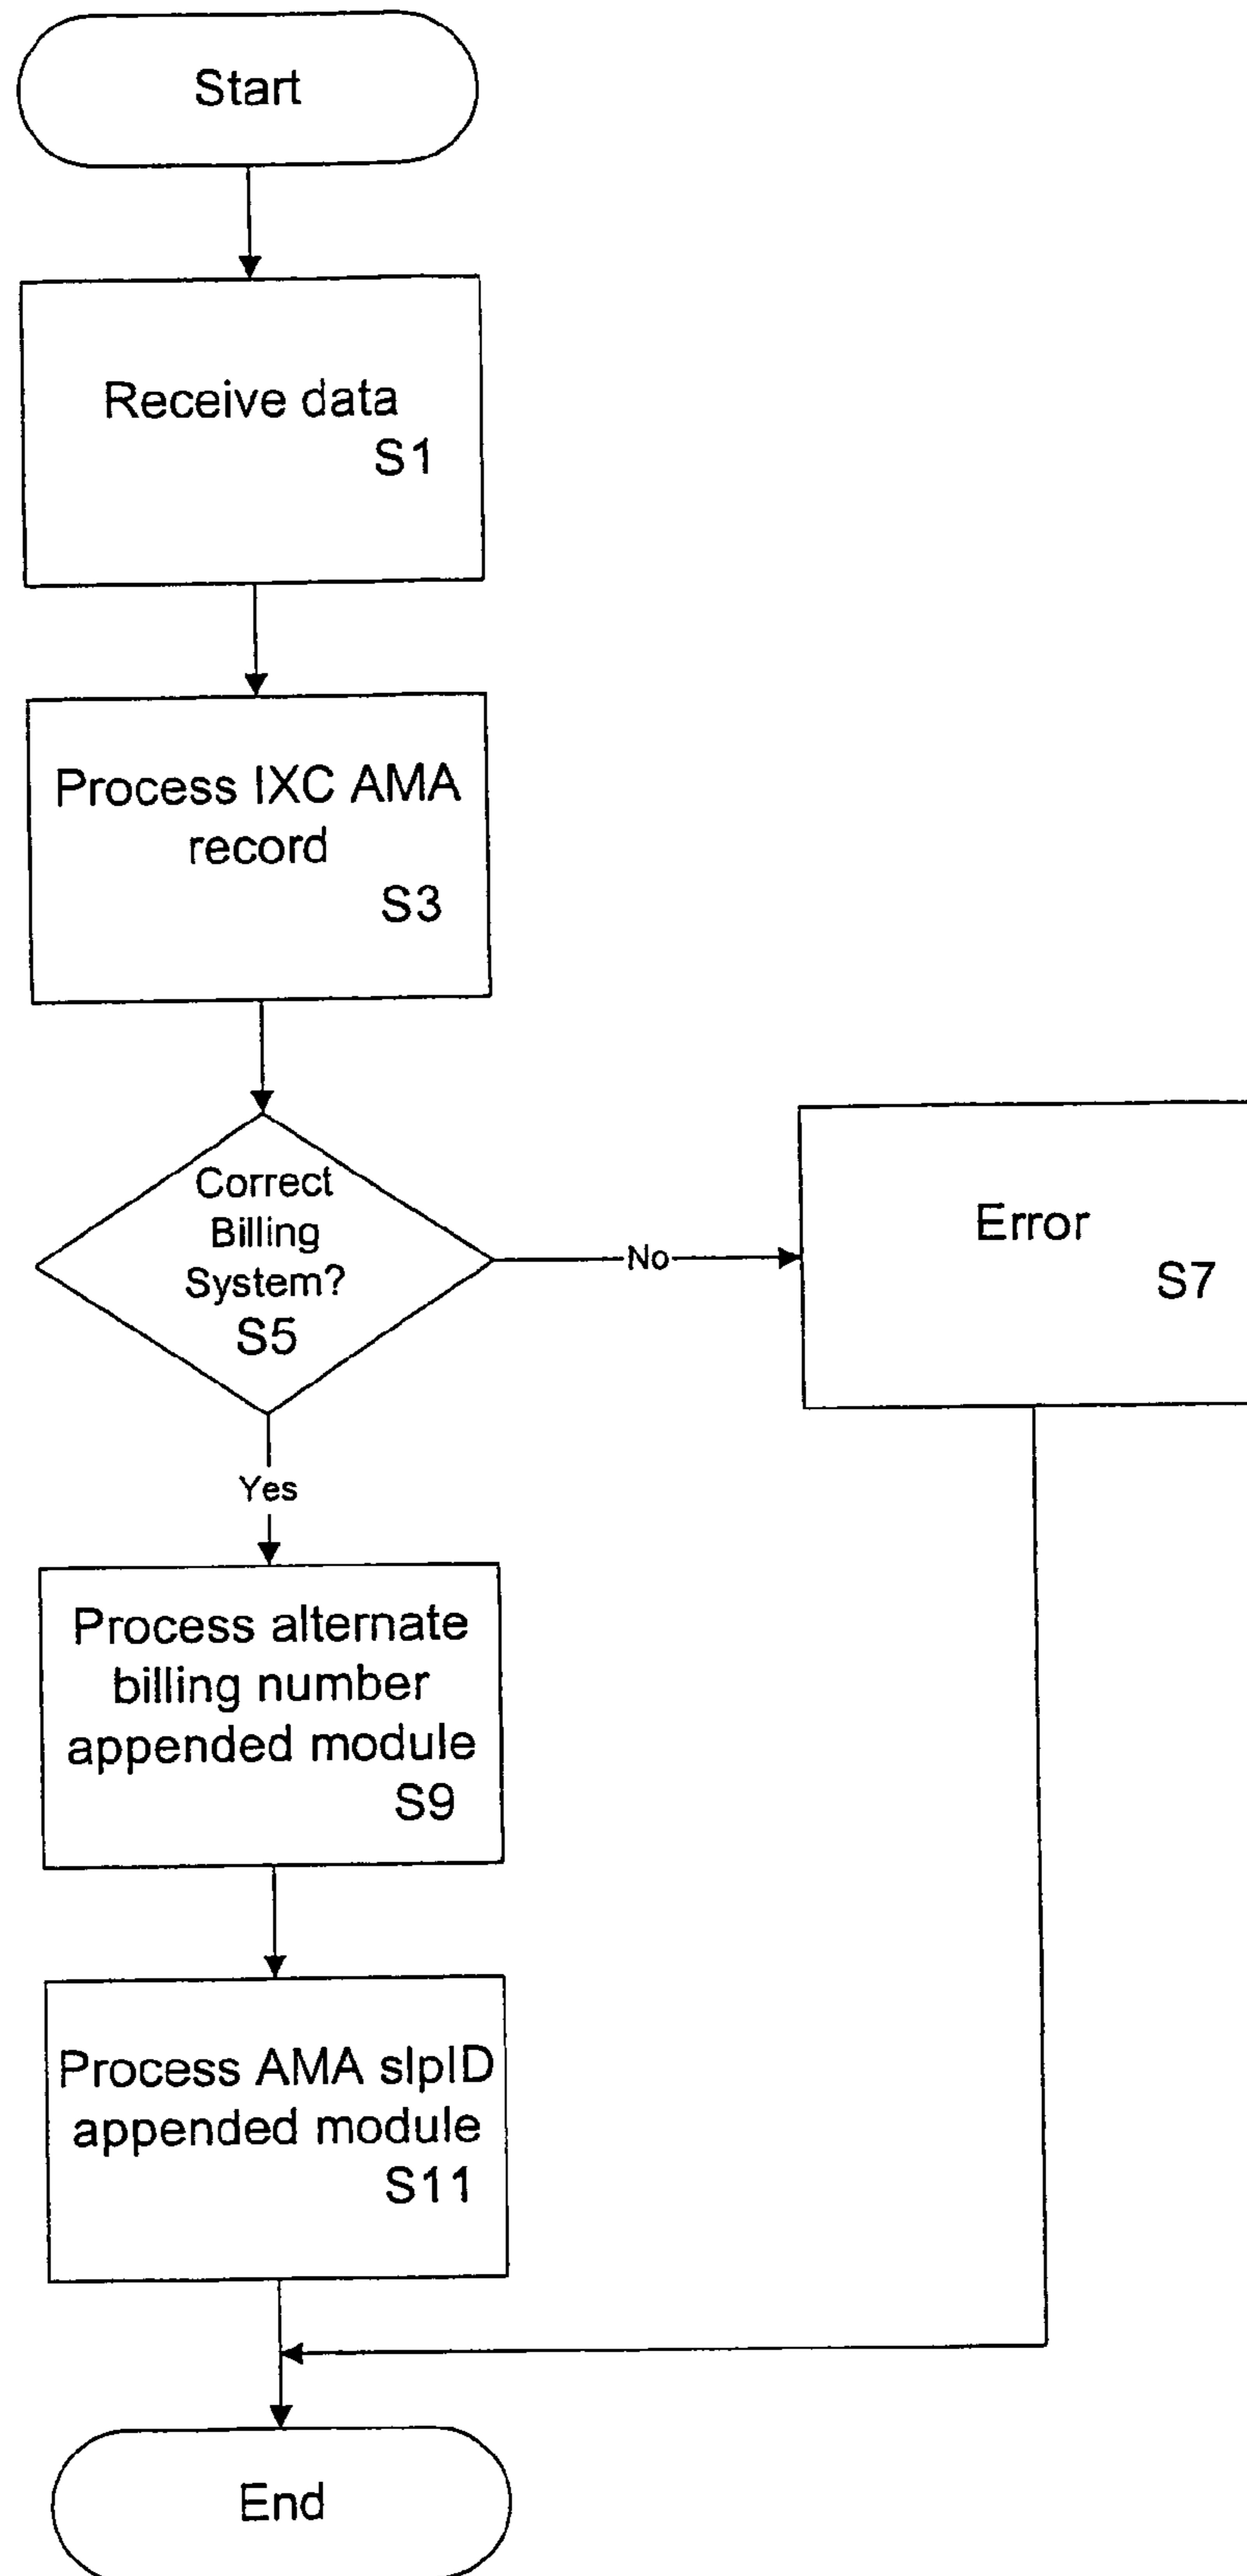 Start
Receive data
S1
Process IXC AMA
record
S3
Correct
Billing
System?
S5
No
Error
S7
Yes
Process alternate
billing number
appended module
S9
Process AMA slpID
appended module
S11
End